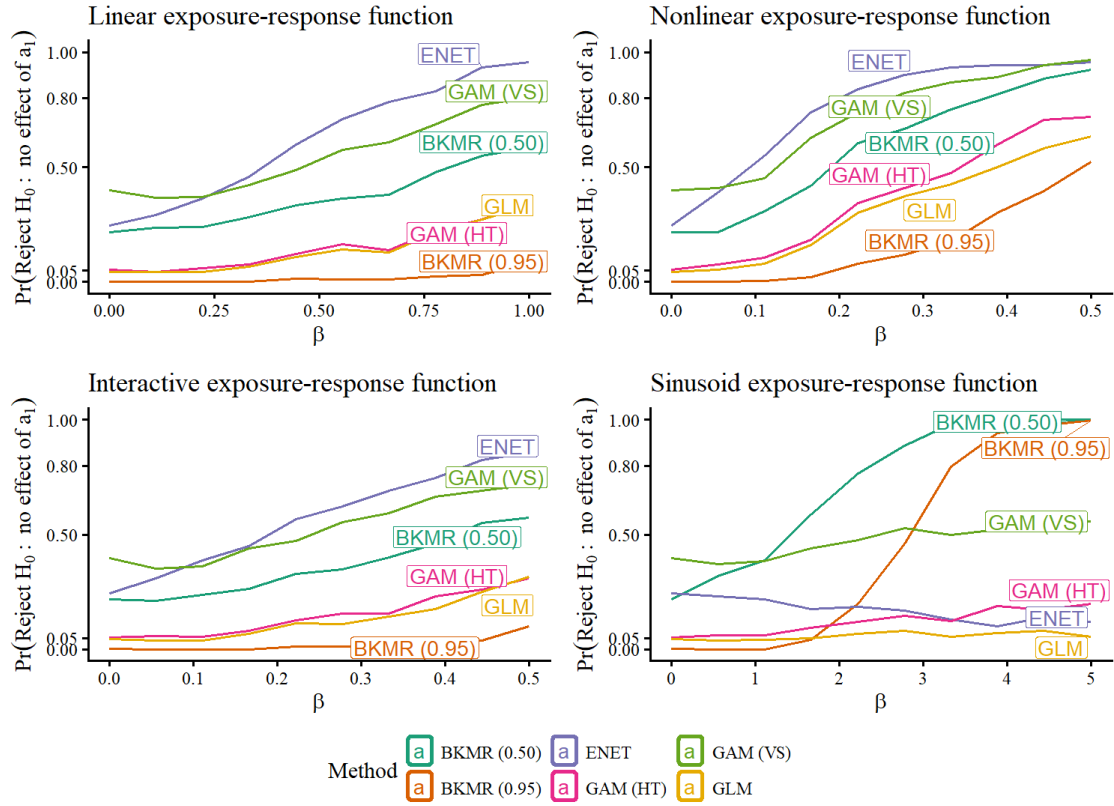 Linear exposure-response function
Pr(Reject H₀ : no effect of a₁)
1.00
0.80
0.50
0.05
0.00
ENET
GAM (VS)
BKMR (0.50)
GLM
GAM (HT)
BKMR (0.95)
0.00 0.25 0.50 0.75 1.00
β
Nonlinear exposure-response function
Pr(Reject H₀ : no effect of a₁)
1.00
0.80
0.50
0.05
0.00
ENET
GAM (VS)
BKMR (0.50)
GAM (HT)
GLM
BKMR (0.95)
0.0 0.1 0.2 0.3 0.4 0.5
β
Interactive exposure-response function
Pr(Reject H₀ : no effect of a₁)
1.00
0.80
0.50
0.05
0.00
ENET
GAM (VS)
BKMR (0.50)
GAM (HT)
GLM
BKMR (0.95)
0.0 0.1 0.2 0.3 0.4 0.5
β
Sinusoid exposure-response function
Pr(Reject H₀ : no effect of a₁)
1.00
0.80
0.50
0.05
0.00
BKMR (0.50)
BKMR (0.95)
GAM (VS)
GAM (HT)
ENET
GLM
0 1 2 3 4 5
β
Method
a BKMR (0.50) a ENET a GAM (VS)
a BKMR (0.95) a GAM (HT) a GLM